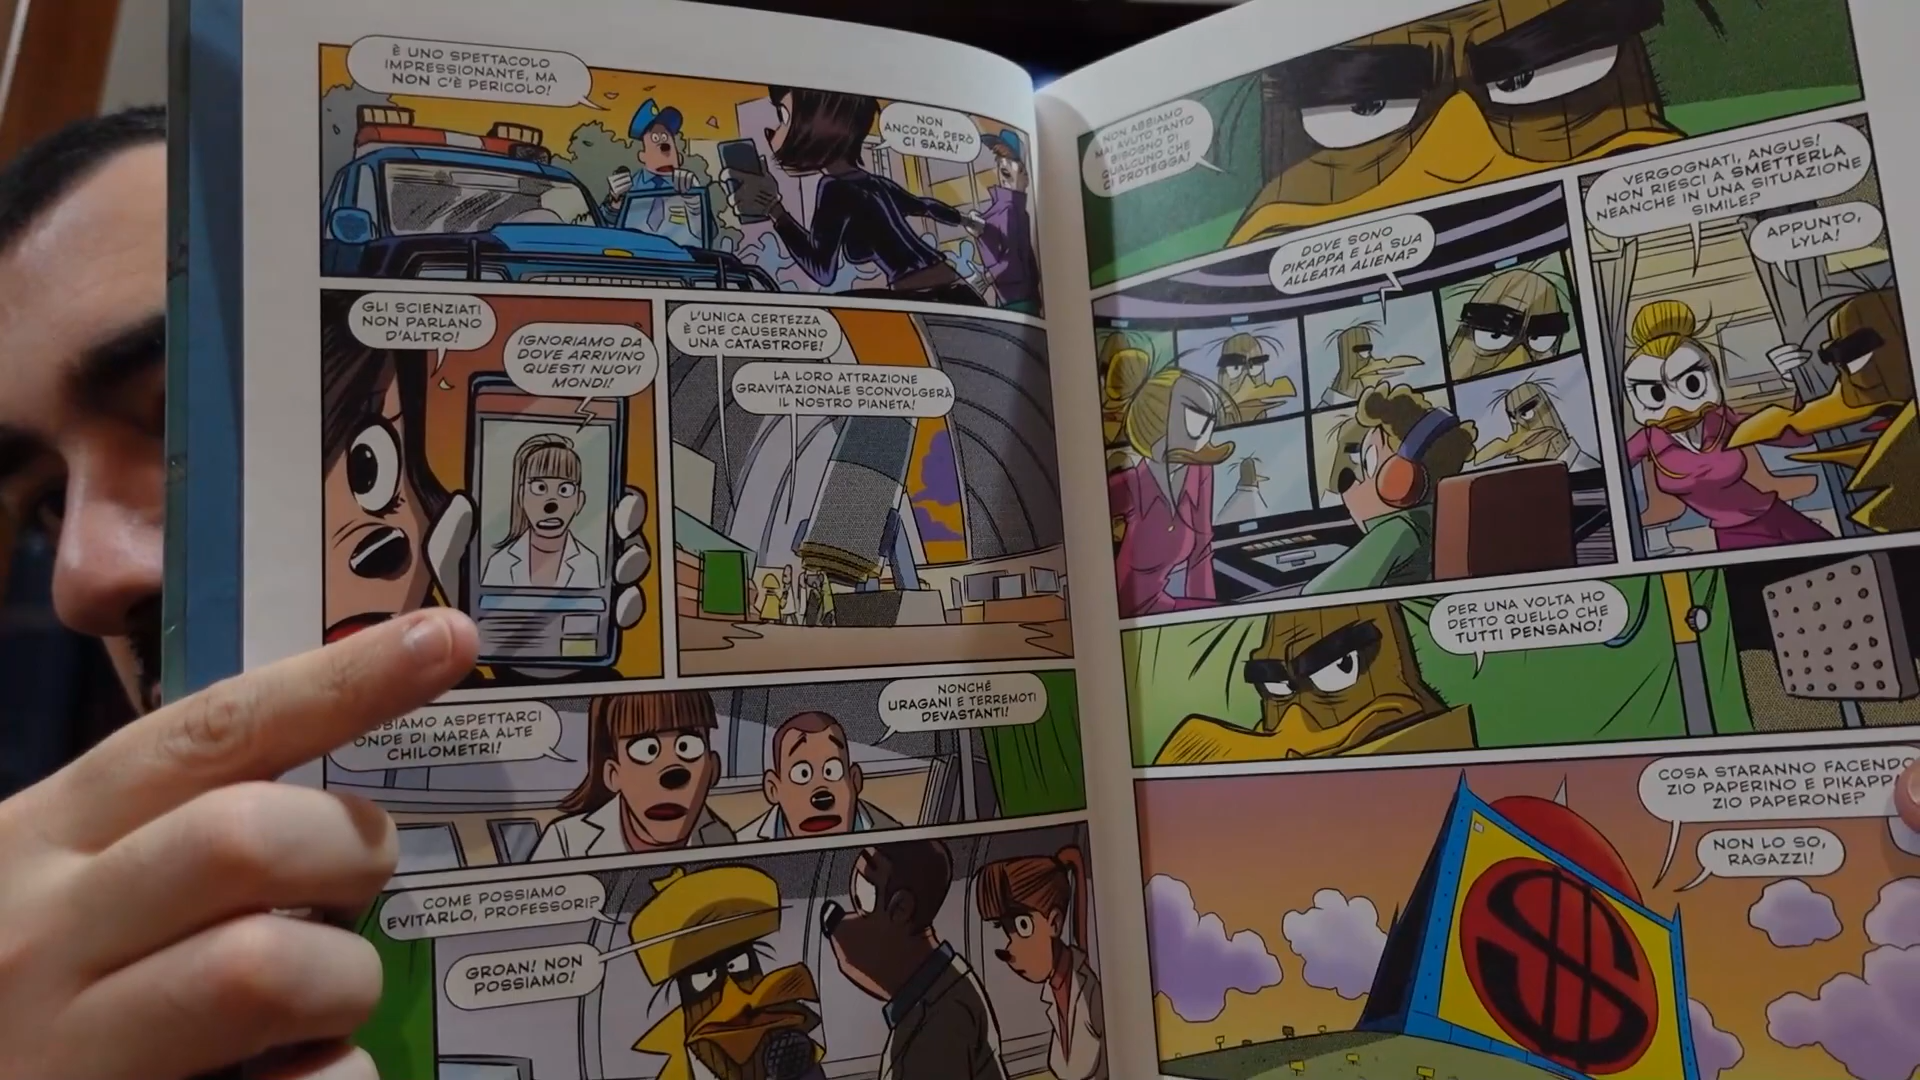 È UNO SPETTACOLO
IMPRESSIONANTE, MA
NON C'È PERICOLO!
NON
ANCORA, PERÒ
CI SARÀ!
GLI SCIENZIATI
NON PARLANO
D'ALTRO!
IGNORIAMO DA
DOVE ARRIVINO
QUESTI NUOVI
MONDI!
L'UNICA CERTEZZA
È CHE CAUSERANNO
UNA CATASTROFE!
LA LORO ATTRAZIONE
GRAVITAZIONALE SCONVOLGERÀ
IL NOSTRO PIANETA!
BIAMO ASPETTARCI
ONDE DI MAREA ALTE
CHILOMETRI!
NONCHÉ
URAGANI E TERREMOTI
DEVASTANTI!
COME POSSIAMO
EVITARLO, PROFESSORI?
GROAN! NON
POSSIAMO!
NON ABBIAMO
MAI AVUTO TANTO
BISOGNO DI
QUALCUNO CHE
CI PROTEGGA!
DOVE SONO
PIKAPPA E LA SUA
ALLEATA ALIENA?
VERGOGNATI, ANGUS!
NON RIESCI A SMETTERLA
NEANCHE IN UNA SITUAZIONE
SIMILE?
APPUNTO,
LYLA!
PER UNA VOLTA HO
DETTO QUELLO CHE
TUTTI PENSANO!
COSA STARANNO FACENDO
ZIO PAPERINO E PIKAPPA,
ZIO PAPERONE?
NON LO SO,
RAGAZZI!